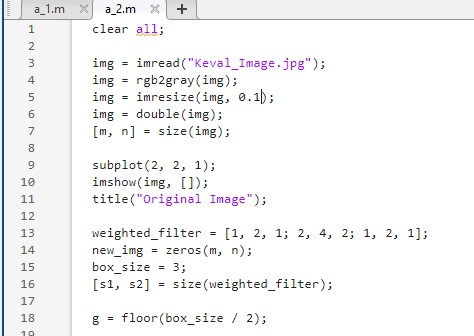 a_1.m × a_2.m × +
1 clear all;
2
3 img = imread("Keval_Image.jpg");
4 img = rgb2gray(img);
5 img = imresize(img, 0.1);
6 img = double(img);
7 [m, n] = size(img);
8
9 subplot(2, 2, 1);
10 imshow(img, []);
11 title("Original Image");
12
13 weighted_filter = [1, 2, 1; 2, 4, 2; 1, 2, 1];
14 new_img = zeros(m, n);
15 box_size = 3;
16 [s1, s2] = size(weighted_filter);
17
18 g = floor(box_size / 2);
19